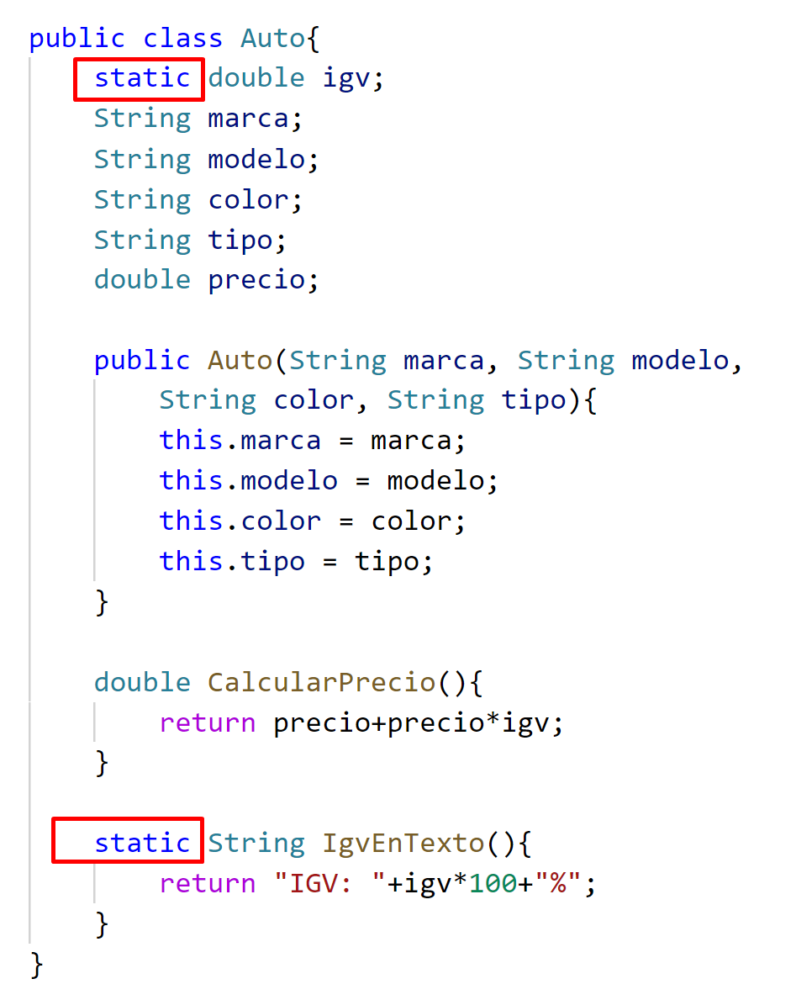 public class Auto{
static double igv;
String marca;
String modelo;
String color;
String tipo;
double precio;
public Auto(String marca, String modelo,
String color, String tipo){
this.marca = marca;
this.modelo = modelo;
this.color = color;
this.tipo = tipo;
}
double CalcularPrecio(){
return precio+precio*igv;
}
static String IgvEnTexto(){
return "IGV: "+igv*100+"%";
}
}